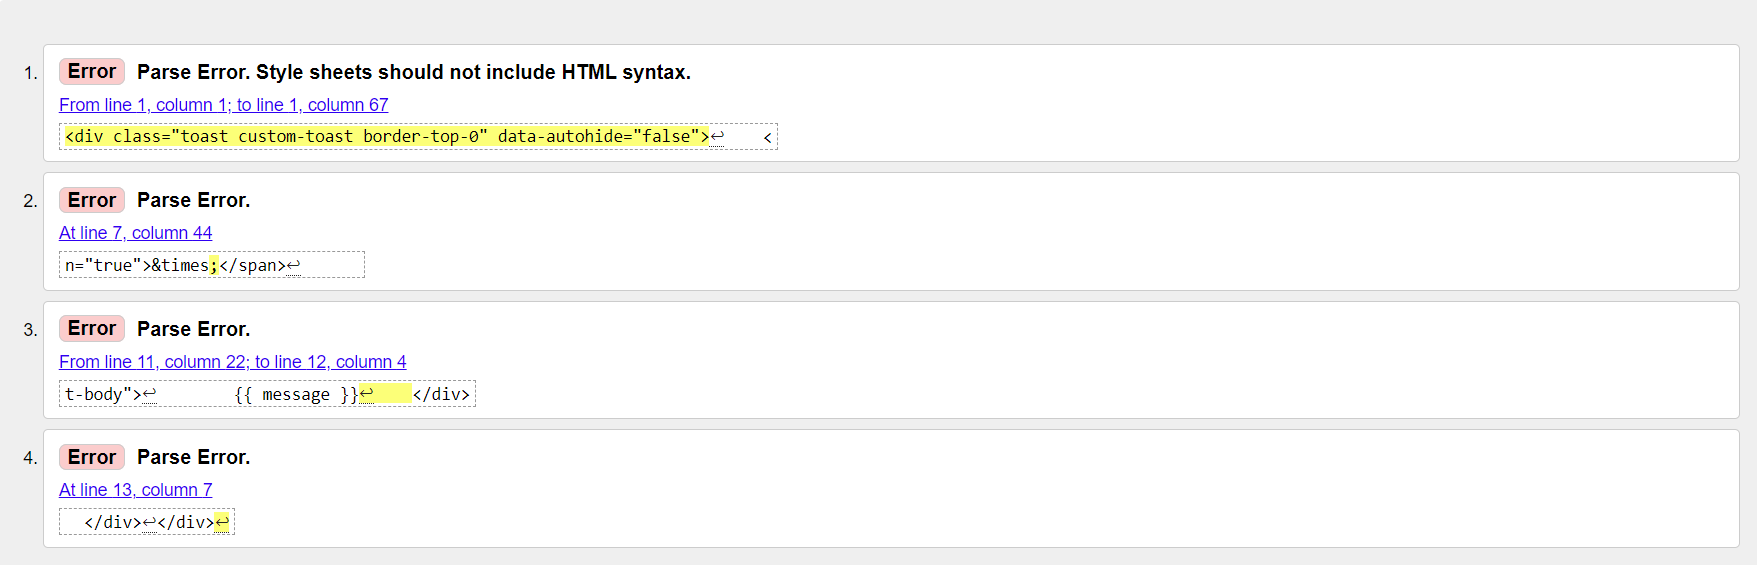 1. Error Parse Error. Style sheets should not include HTML syntax.
From line 1, column 1; to line 1, column 67
<div class="toast custom-toast border-top-0" data-autohide="false">↩    <
2. Error Parse Error.
At line 7, column 44
n="true">&times;</span>↩
3. Error Parse Error.
From line 11, column 22; to line 12, column 4
t-body">↩        {{ message }}↩    </div>
4. Error Parse Error.
At line 13, column 7
  </div>↩</div>↩